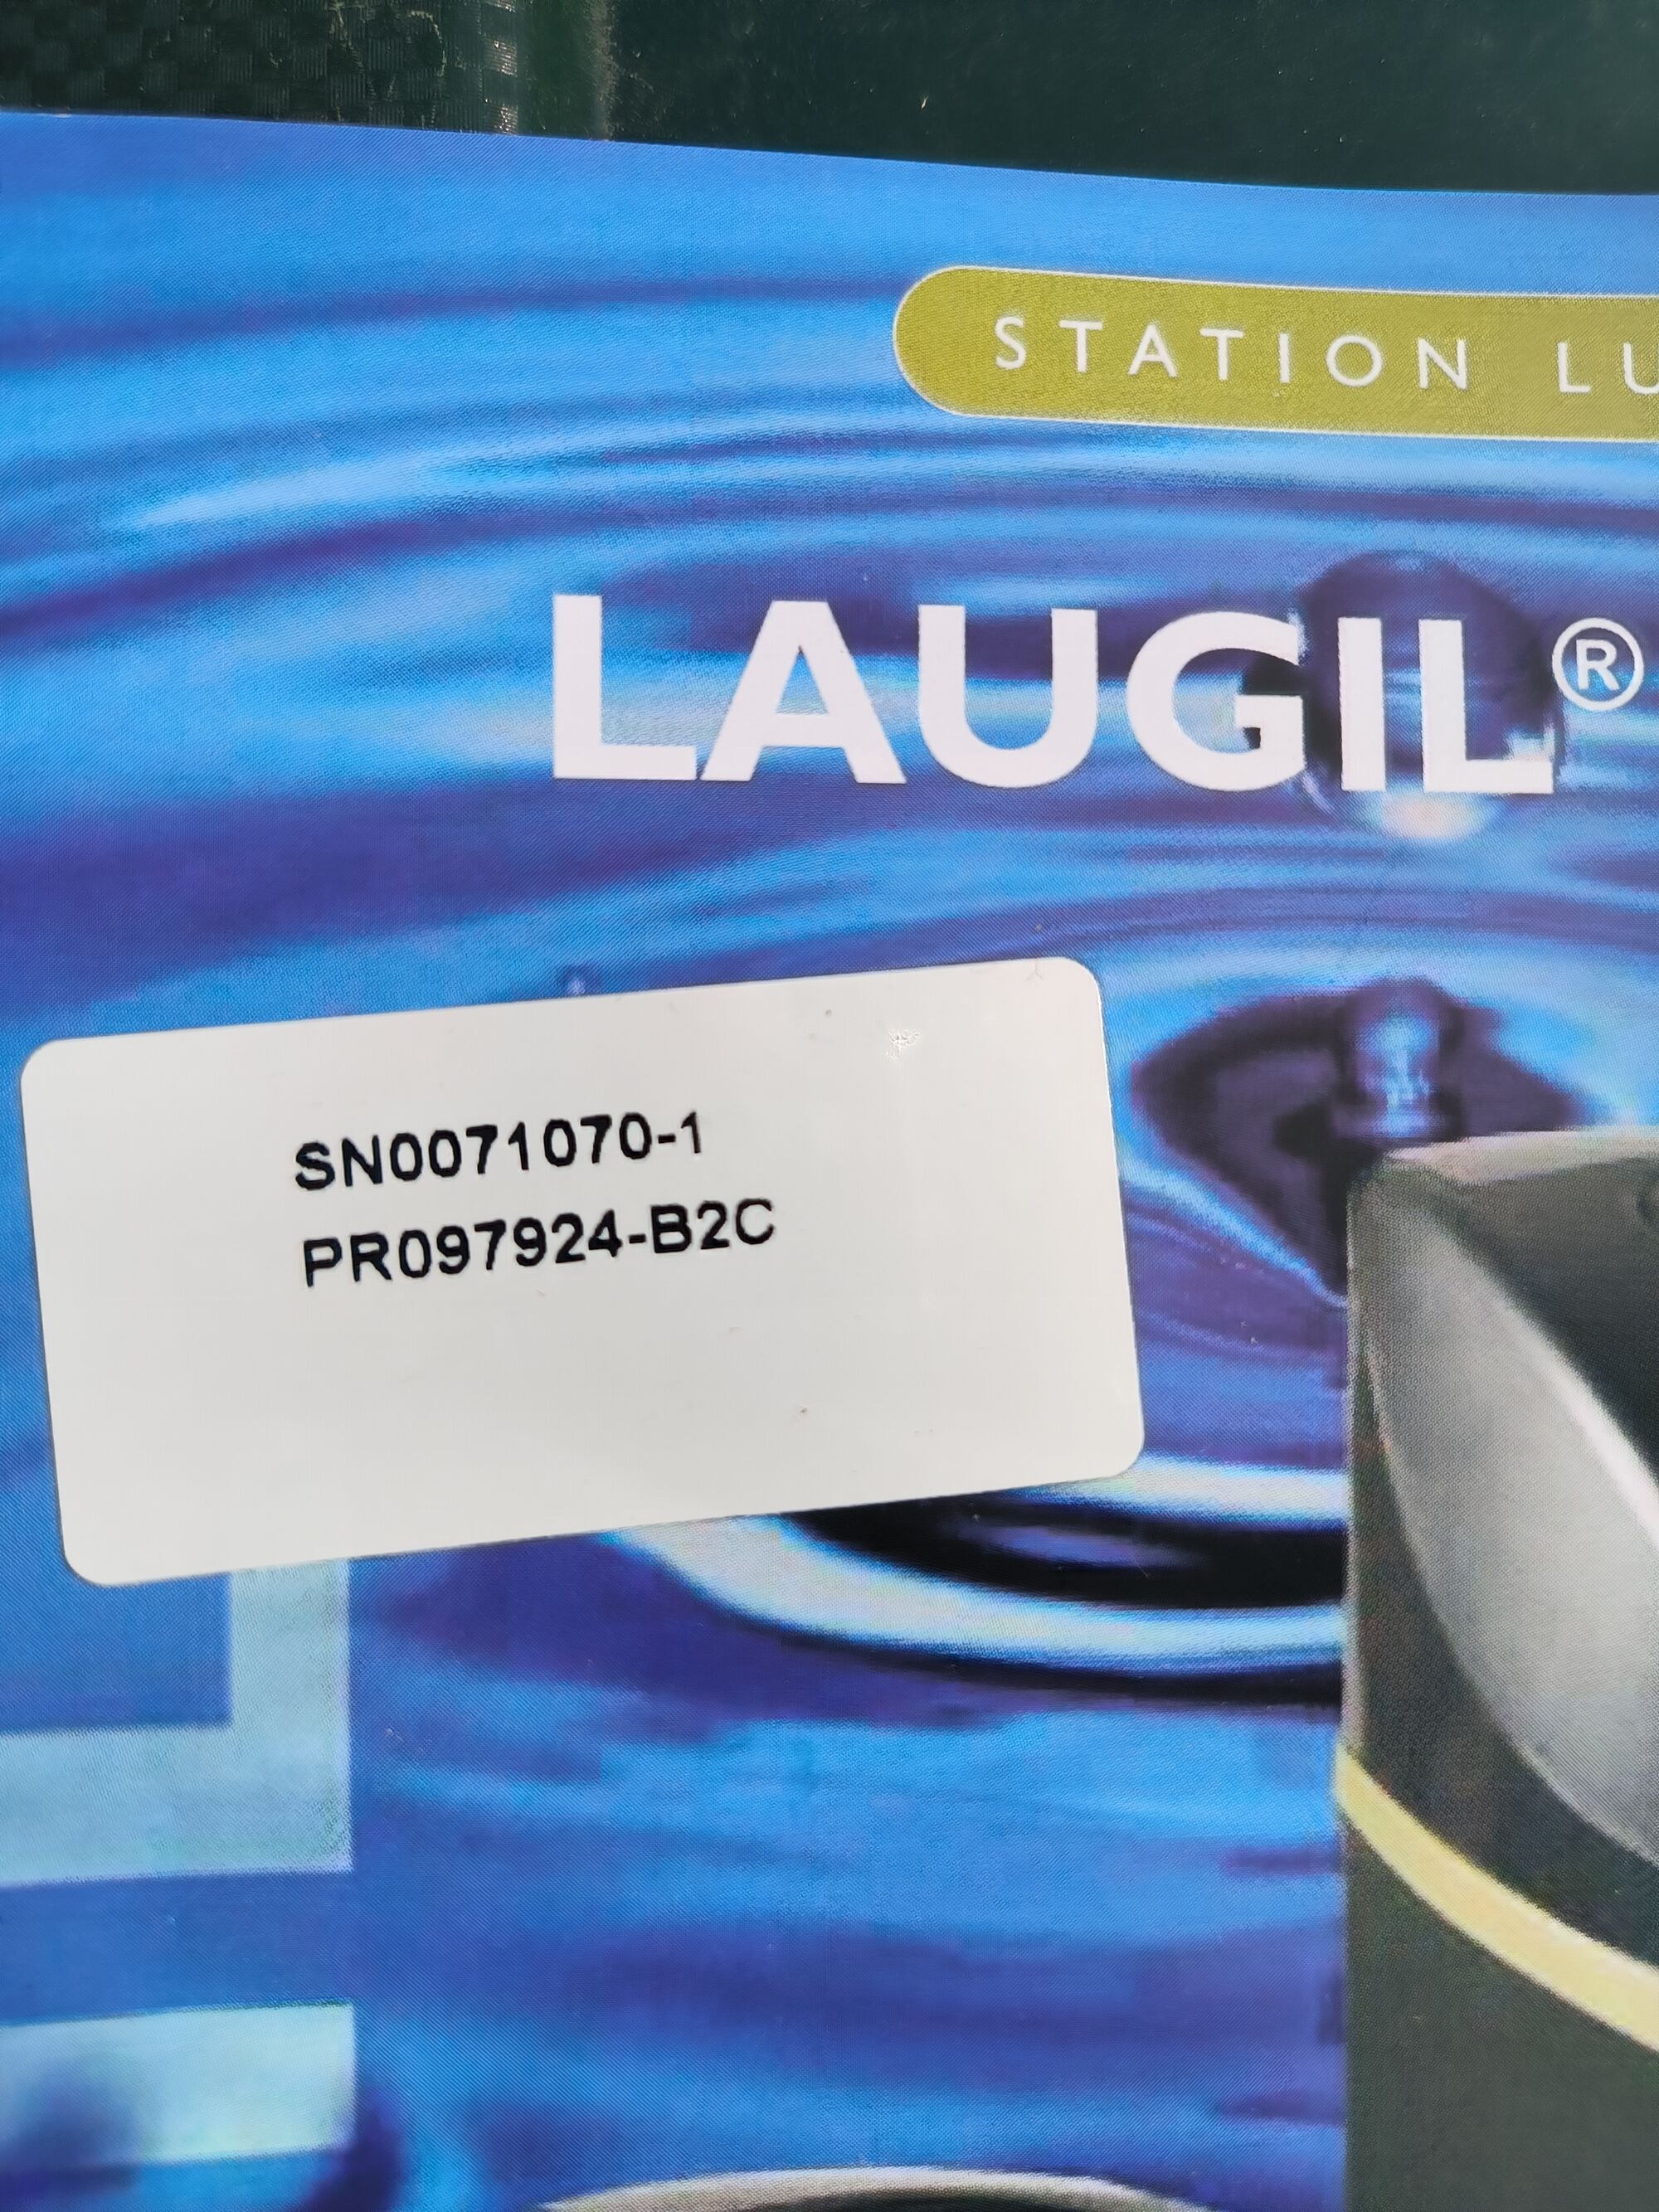 STATION LU
LAUGIL®
SN0071070-1
PR097924-B2C